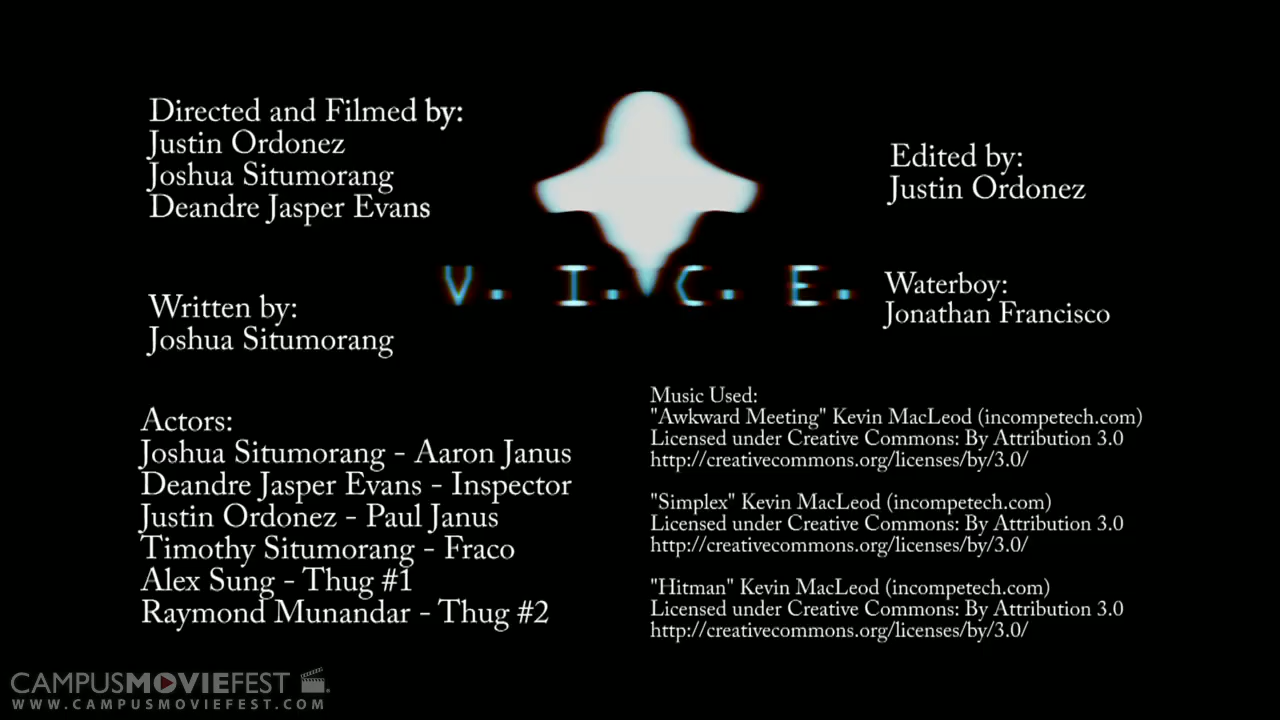 Directed and Filmed by:
Justin Ordonez
Joshua Situmorang
Deandre Jasper Evans
Edited by:
Justin Ordonez
V. I. C. E.
Written by:
Joshua Situmorang
Waterboy:
Jonathan Francisco
Actors:
Joshua Situmorang - Aaron Janus
Deandre Jasper Evans - Inspector
Justin Ordonez - Paul Janus
Timothy Situmorang - Fraco
Alex Sung - Thug #1
Raymond Munandar - Thug #2
Music Used:
"Awkward Meeting" Kevin MacLeod (incompetech.com)
Licensed under Creative Commons: By Attribution 3.0
http://creativecommons.org/licenses/by/3.0/
"Simplex" Kevin MacLeod (incompetech.com)
Licensed under Creative Commons: By Attribution 3.0
http://creativecommons.org/licenses/by/3.0/
"Hitman" Kevin MacLeod (incompetech.com)
Licensed under Creative Commons: By Attribution 3.0
http://creativecommons.org/licenses/by/3.0/
CAMPUSMOVIEFEST
WWW.CAMPUSMOVIEFEST.COM